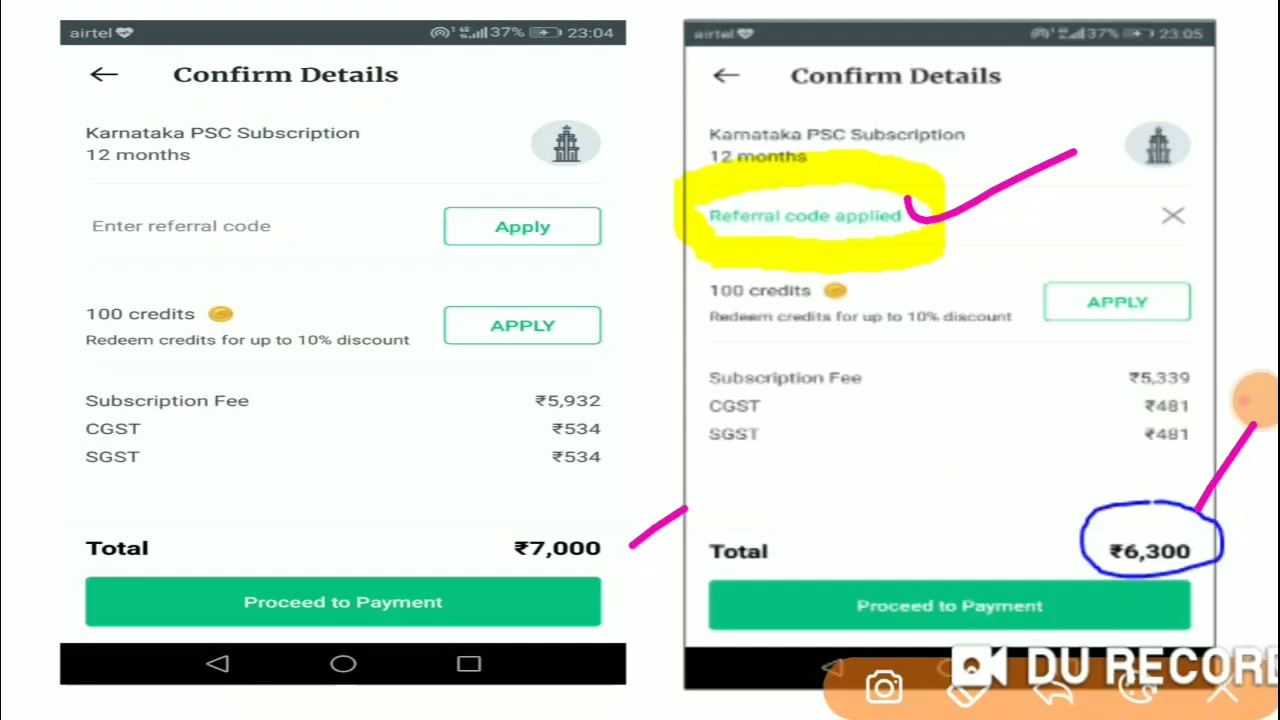 airtel 37% 23:04
Confirm Details
Karnataka PSC Subscription
12 months
Enter referral code Apply
100 credits
Redeem credits for up to 10% discount
APPLY
Subscription Fee ₹5,932
CGST ₹534
SGST ₹534
Total ₹7,000
Proceed to Payment
airtel 37% 23:05
Confirm Details
Karnataka PSC Subscription
12 months
Referral code applied
100 credits
Redeem credits for up to 10% discount
APPLY
Subscription Fee ₹5,339
CGST ₹481
SGST ₹481
Total ₹6,300
Proceed to Payment
DU RECORD